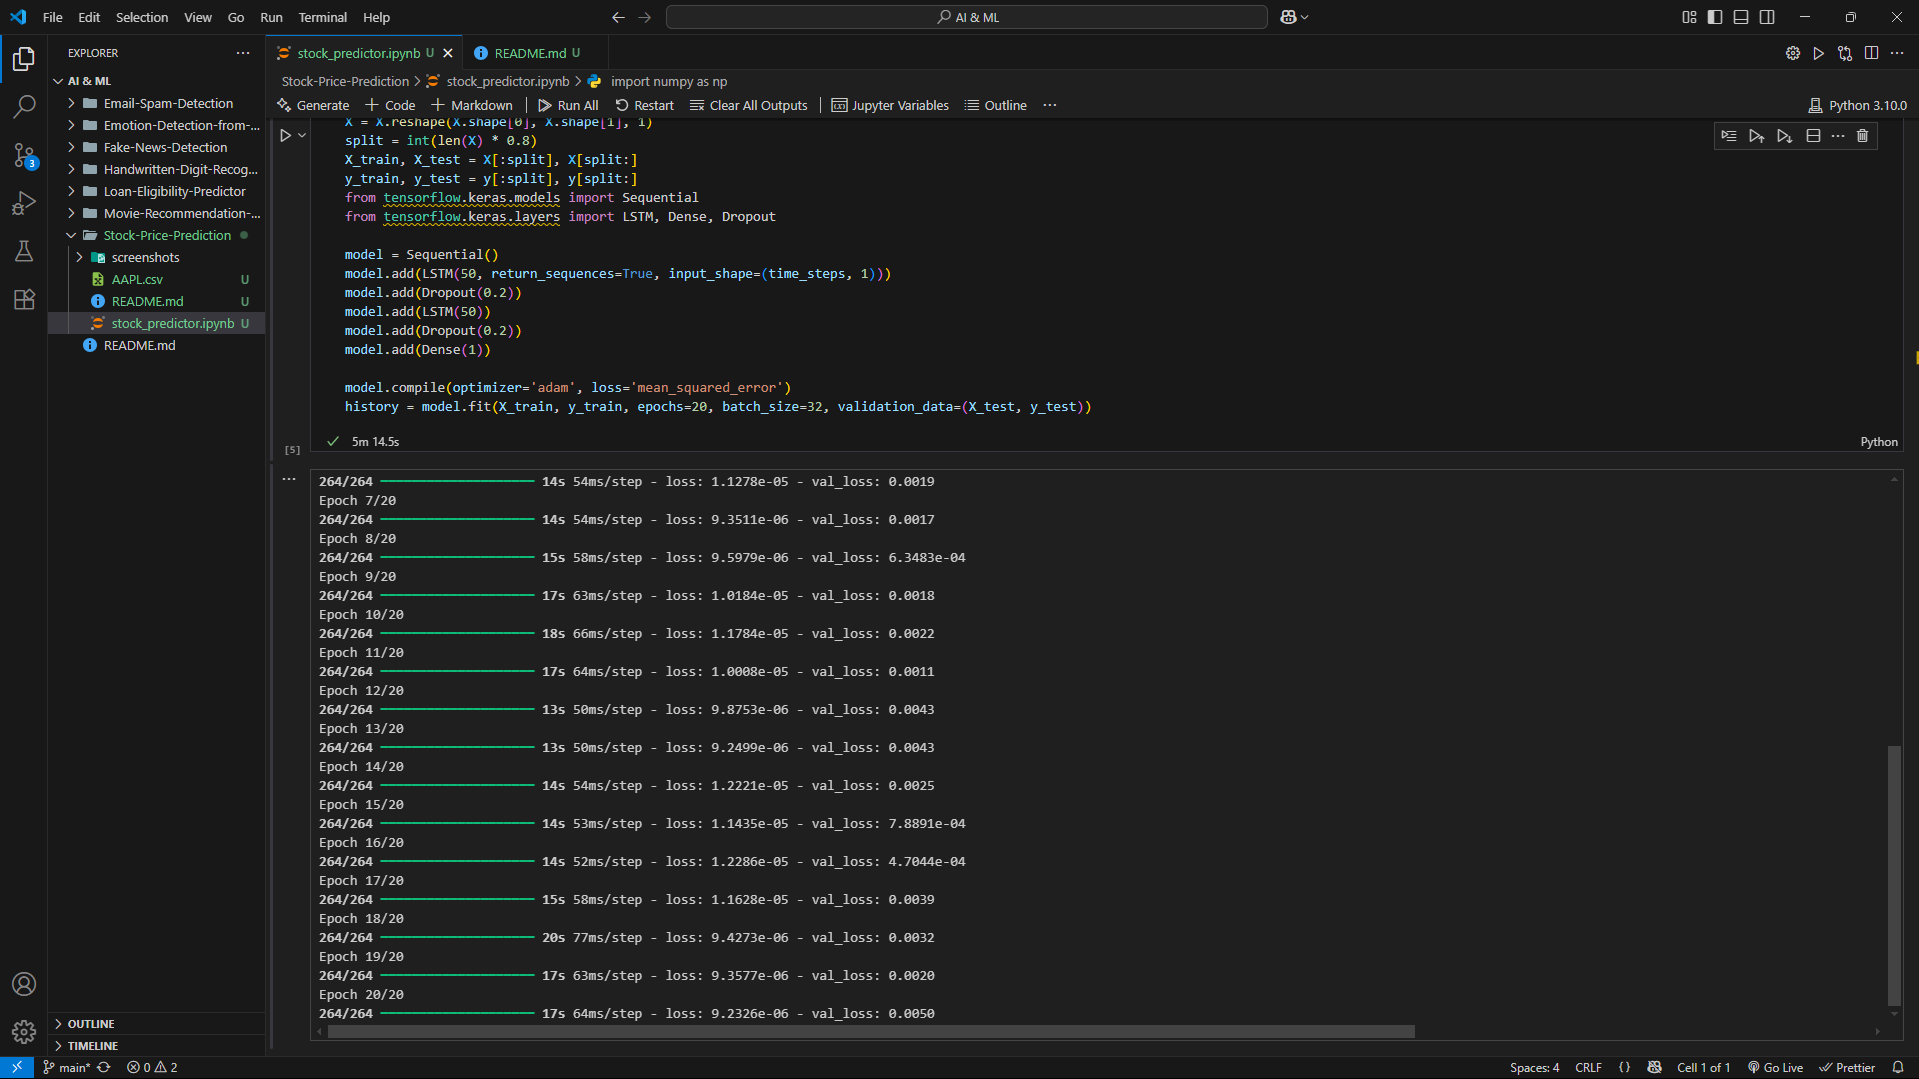 File Edit Selection View Go Run Terminal Help
AI & ML
EXPLORER
AI & ML
Email-Spam-Detection
Emotion-Detection-from-...
Fake-News-Detection
Handwritten-Digit-Recog...
Loan-Eligibility-Predictor
Movie-Recommendation-...
Stock-Price-Prediction
screenshots
AAPL.csv U
README.md U
stock_predictor.ipynb U
README.md
3
OUTLINE
TIMELINE
stock_predictor.ipynb U README.md U
Stock-Price-Prediction > stock_predictor.ipynb > import numpy as np
Generate Code Markdown Run All Restart Clear All Outputs Jupyter Variables Outline ... Python 3.10.0
X = X.reshape(X.shape[0], X.shape[1], 1)
split = int(len(X) * 0.8)
X_train, X_test = X[:split], X[split:]
y_train, y_test = y[:split], y[split:]
from tensorflow.keras.models import Sequential
from tensorflow.keras.layers import LSTM, Dense, Dropout
model = Sequential()
model.add(LSTM(50, return_sequences=True, input_shape=(time_steps, 1)))
model.add(Dropout(0.2))
model.add(LSTM(50))
model.add(Dropout(0.2))
model.add(Dense(1))
model.compile(optimizer='adam', loss='mean_squared_error')
history = model.fit(X_train, y_train, epochs=20, batch_size=32, validation_data=(X_test, y_test))
[5] 5m 14.5s Python
264/264 14s 54ms/step - loss: 1.1278e-05 - val_loss: 0.0019
Epoch 7/20
264/264 14s 54ms/step - loss: 9.3511e-06 - val_loss: 0.0017
Epoch 8/20
264/264 15s 58ms/step - loss: 9.5979e-06 - val_loss: 6.3483e-04
Epoch 9/20
264/264 17s 63ms/step - loss: 1.0184e-05 - val_loss: 0.0018
Epoch 10/20
264/264 18s 66ms/step - loss: 1.1784e-05 - val_loss: 0.0022
Epoch 11/20
264/264 17s 64ms/step - loss: 1.0008e-05 - val_loss: 0.0011
Epoch 12/20
264/264 13s 50ms/step - loss: 9.8753e-06 - val_loss: 0.0043
Epoch 13/20
264/264 13s 50ms/step - loss: 9.2499e-06 - val_loss: 0.0043
Epoch 14/20
264/264 14s 54ms/step - loss: 1.2221e-05 - val_loss: 0.0025
Epoch 15/20
264/264 14s 53ms/step - loss: 1.1435e-05 - val_loss: 7.8891e-04
Epoch 16/20
264/264 14s 52ms/step - loss: 1.2286e-05 - val_loss: 4.7044e-04
Epoch 17/20
264/264 15s 58ms/step - loss: 1.1628e-05 - val_loss: 0.0039
Epoch 18/20
264/264 20s 77ms/step - loss: 9.4273e-06 - val_loss: 0.0032
Epoch 19/20
264/264 17s 63ms/step - loss: 9.3577e-06 - val_loss: 0.0020
Epoch 20/20
264/264 17s 64ms/step - loss: 9.2326e-06 - val_loss: 0.0050
main* 0 2 Spaces: 4 CRLF {} Cell 1 of 1 Go Live Prettier